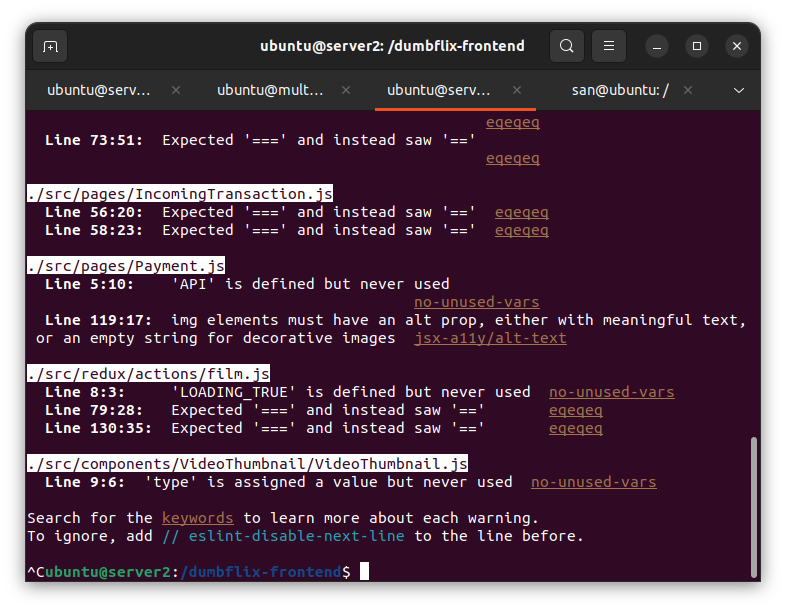 ubuntu@server2: /dumbflix-frontend
ubuntu@serv... ubuntu@mult... ubuntu@serv... san@ubuntu: /
eqeqeq
Line 73:51:  Expected '===' and instead saw '=='
eqeqeq
./src/pages/IncomingTransaction.js
Line 56:20:  Expected '===' and instead saw '=='  eqeqeq
Line 58:23:  Expected '===' and instead saw '=='  eqeqeq
./src/pages/Payment.js
Line 5:10:    'API' is defined but never used
no-unused-vars
Line 119:17:  img elements must have an alt prop, either with meaningful text,
or an empty string for decorative images  jsx-a11y/alt-text
./src/redux/actions/film.js
Line 8:3:     'LOADING_TRUE' is defined but never used  no-unused-vars
Line 79:28:   Expected '===' and instead saw '=='       eqeqeq
Line 130:35:  Expected '===' and instead saw '=='       eqeqeq
./src/components/VideoThumbnail/VideoThumbnail.js
Line 9:6:  'type' is assigned a value but never used  no-unused-vars
Search for the keywords to learn more about each warning.
To ignore, add // eslint-disable-next-line to the line before.
^Cubuntu@server2:/dumbflix-frontend$